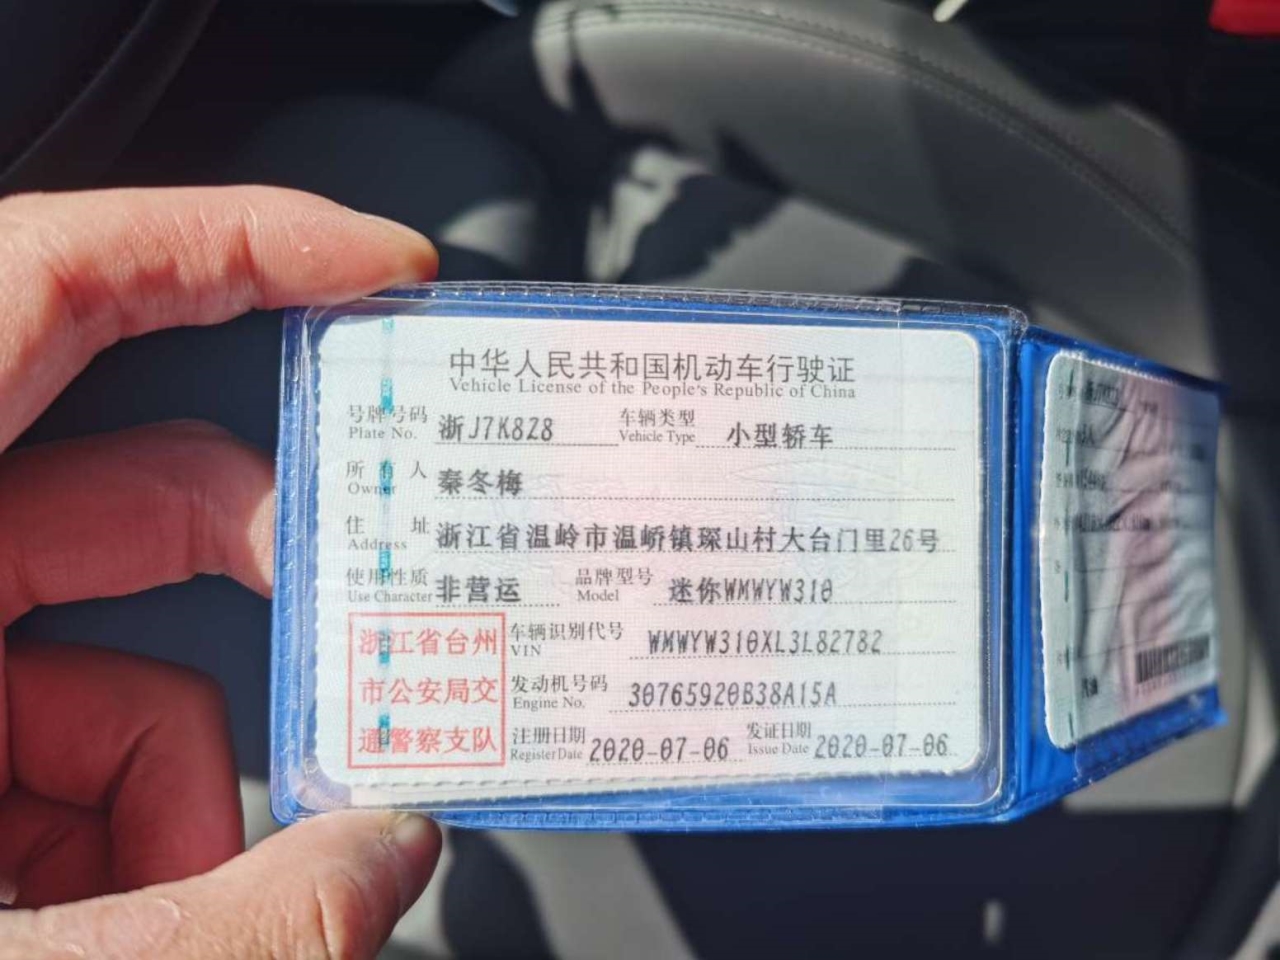 中华人民共和国机动车行驶证
Vehicle License of the People's Republic of China
号牌号码 浙J7K828 车辆类型 小型轿车
Plate No. Vehicle Type
所有人 秦冬梅
Owner
住址 浙江省温岭市温峤镇琛山村大台门里26号
Address
使用性质 非营运 品牌型号 迷你WMWYW310
Use Character Model
浙江省台州
市公安局交
通警察支队
车辆识别代号 WMWYW310XL3L82782
VIN
发动机号码 30765920B38A15A
Engine No.
注册日期 2020-07-06 发证日期 2020-07-06
Register Date Issue Date